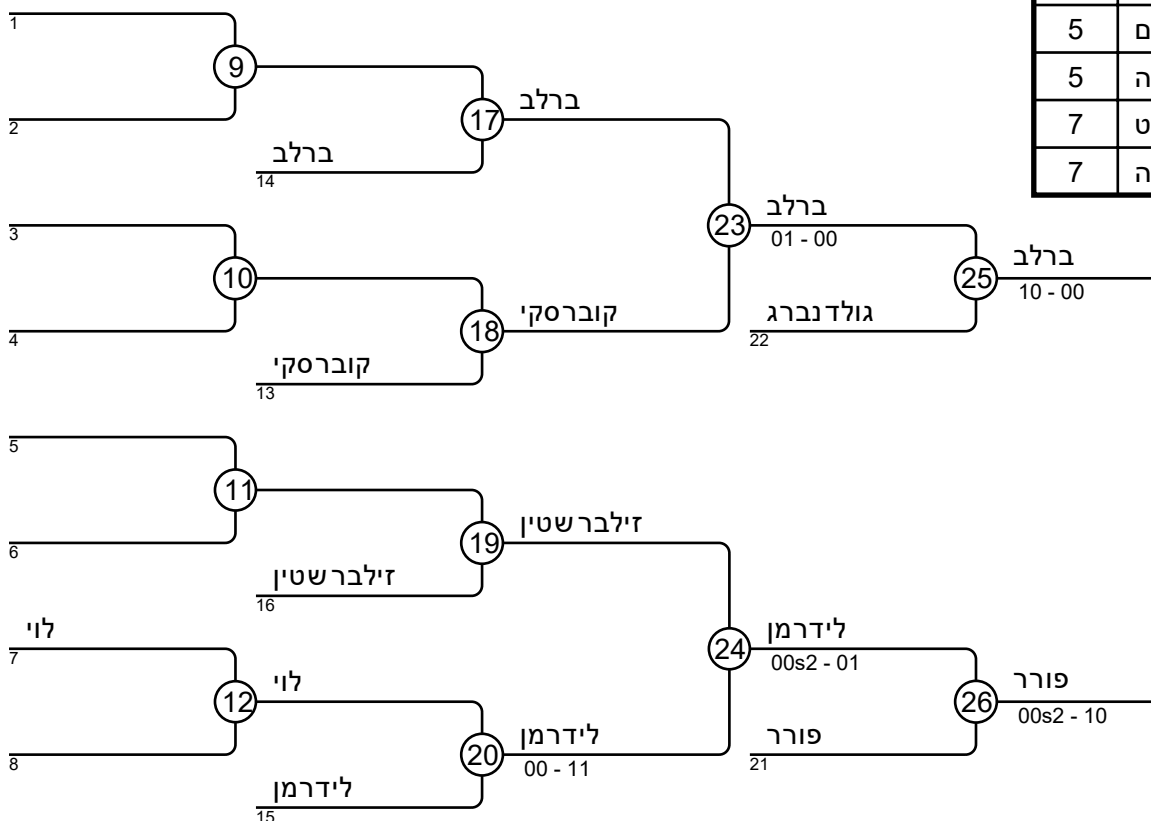 1
5 ם
9
5 ה
ברלב
2
17
7 ט
ברלב
14
7 ה
3
ברלב
23
01 - 00
10
ברלב
25
10 - 00
קוברסקי
גולדנברג
4
18
22
קוברסקי
13
5
11
זילברשטין
6
19
זילברשטין
16
לוי
7
לידרמן
24
00s2 - 01
לוי
פורר
12
26
00s2 - 10
לידרמן
פורר
8
20
00 - 11
21
לידרמן
15